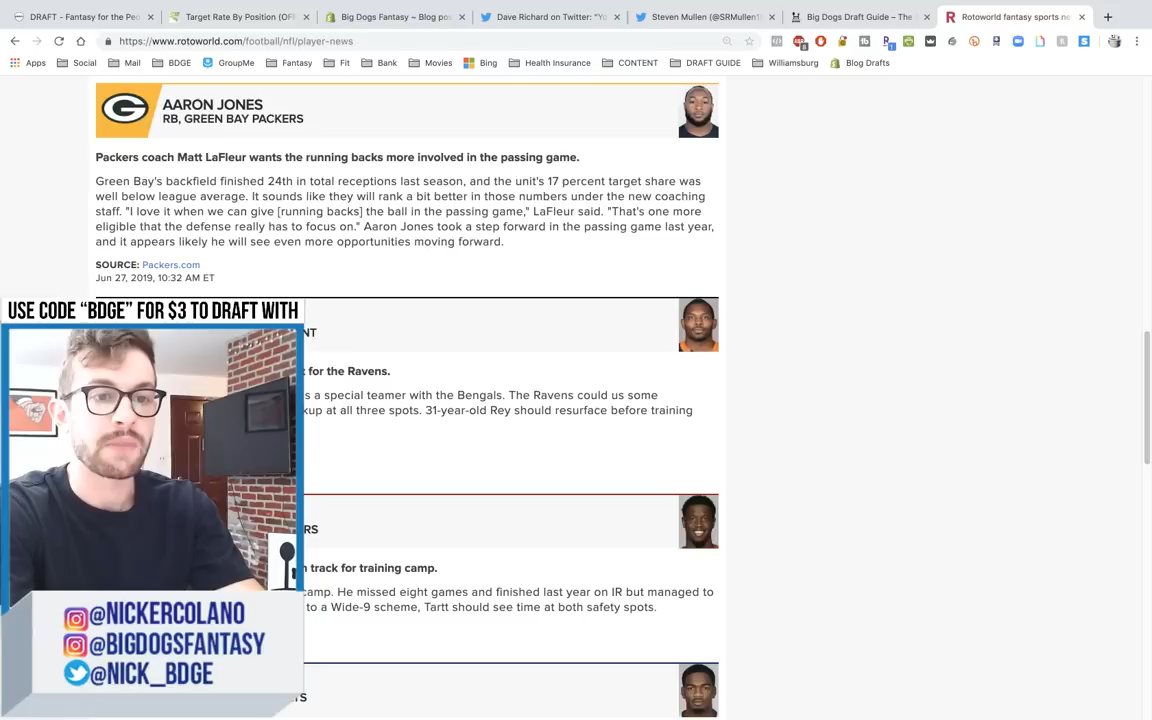 DRAFT - Fantasy for the Pe
Target Rate By Position (OFF
Big Dogs Fantasy ~ Blog pos
Dave Richard on Twitter: "Yo
Steven Mullen (@SRMullen1
Big Dogs Draft Guide – The
Rotoworld fantasy sports ne
https://www.rotoworld.com/football/nfl/player-news
Apps Social Mail BDGE GroupMe Fantasy Fit Bank Movies Bing Health Insurance CONTENT DRAFT GUIDE Williamsburg Blog Drafts
AARON JONES
RB, GREEN BAY PACKERS
Packers coach Matt LaFleur wants the running backs more involved in the passing game.
Green Bay's backfield finished 24th in total receptions last season, and the unit's 17 percent target share was
well below league average. It sounds like they will rank a bit better in those numbers under the new coaching
staff. "I love it when we can give [running backs] the ball in the passing game," LaFleur said. "That's one more
eligible that the defense really has to focus on." Aaron Jones took a step forward in the passing game last year,
and it appears likely he will see even more opportunities moving forward.
SOURCE: Packers.com
Jun 27, 2019, 10:32 AM ET
USE CODE "BDGE" FOR $3 TO DRAFT WITH
NT
t for the Ravens.
s a special teamer with the Bengals. The Ravens could us some
kup at all three spots. 31-year-old Rey should resurface before training
RS
n track for training camp.
camp. He missed eight games and finished last year on IR but managed to
to a Wide-9 scheme, Tartt should see time at both safety spots.
@NICKERCOLANO
@BIGDOGSFANTASY
@NICK_BDGE
TS